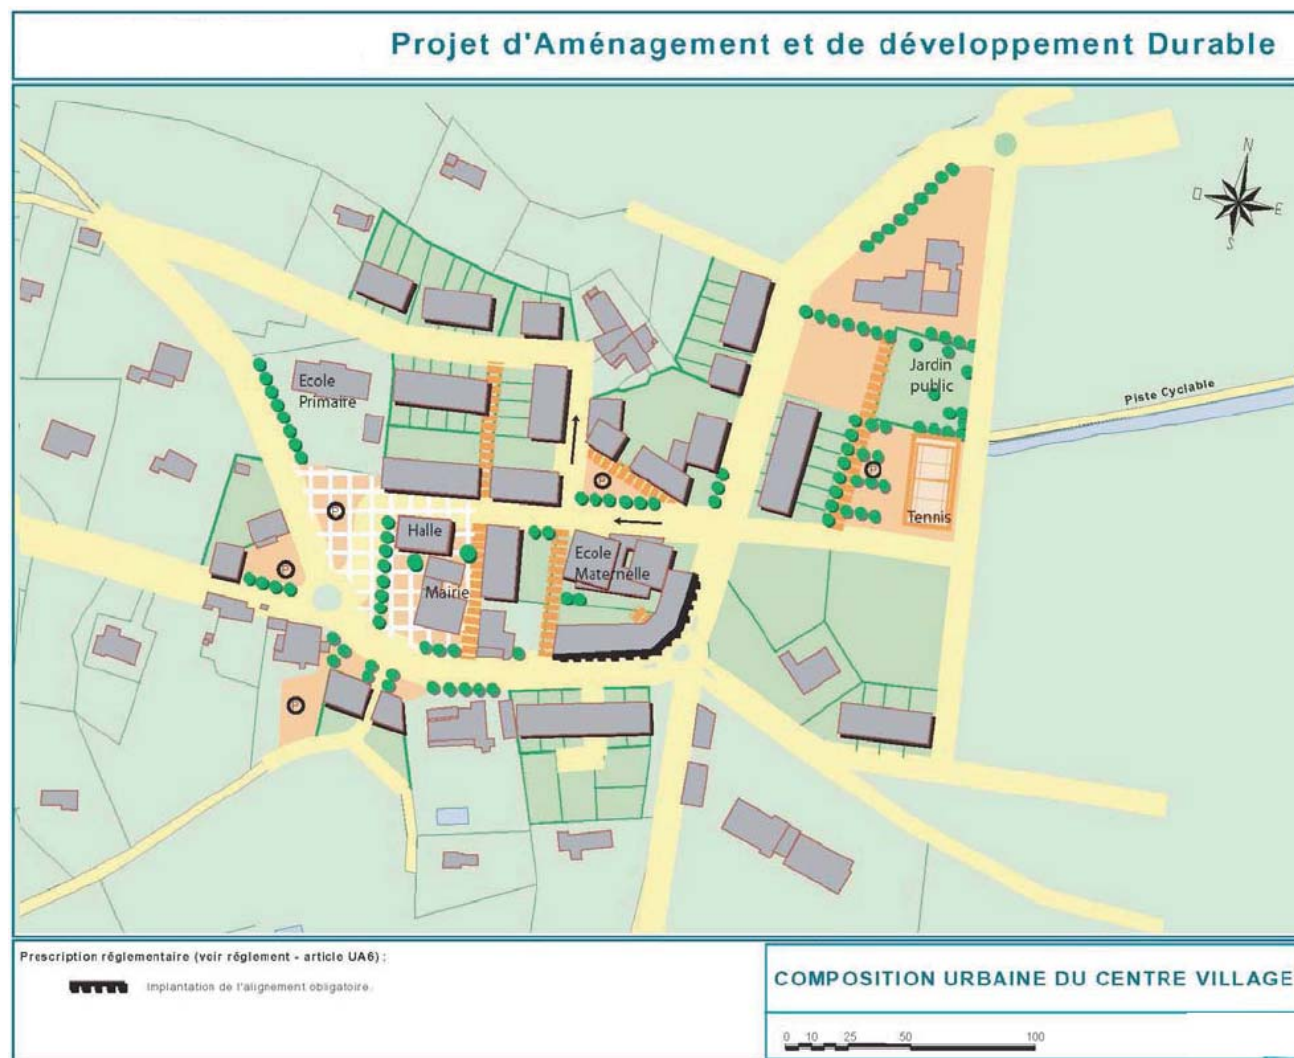 Projet d'Aménagement et de développement Durable
N
O
E
S
Jardin
public
Piste Cyclable
Ecole
Primaire
P
P
P
P
P
Tennis
Halle
Ecole
Maternelle
Mairie
Prescription réglementaire (voir réglement - article UA6) :
Implantation de l'alignement obligatoire.
COMPOSITION URBAINE DU CENTRE VILLAGE
0 10 25 50 100